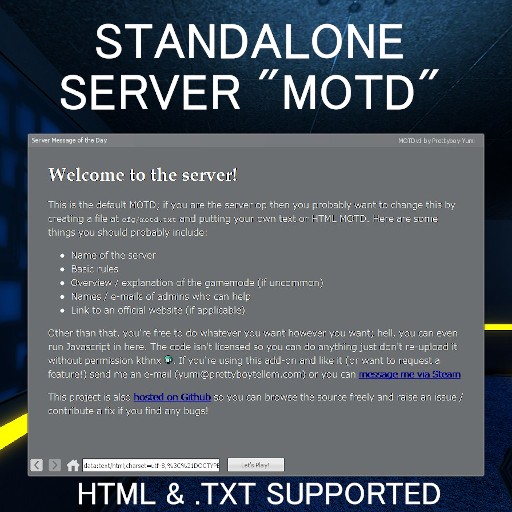 STANDALONE
SERVER "MOTD"
Server Message of the Day
MOTDv1 by Prettyboy Yum
Welcome to the server!
This is the default MOTD; if you are the server op then you probably want to change this by
creating a file at cfg/motd.txt and putting your own text or HTML MOTD. Here are some
things you should probably include:
• Name of the server
• Basic rules
• Overview / explanation of the gamemode (if uncommon)
• Names / e-mails of admins who can help
• Link to an official website (if applicable)
Other than that, you're free to do whatever you want however you want; hell, you can even
run Javascript in here. The code isn't licensed so you can do anything just don't re-upload it
without permission kthnx. If you're using this add-on and like it (or want to request a
feature!) send me an e-mail (yumi@prettyboytellem.com) or you can message me via Steam
This project is also hosted on Github so you can browse the source freely and raise an issue /
contribute a fix if you find any bugs!
data:text/html;charset=utf-8,%3C%21DOCTYPE
Let's Play!
HTML & .TXT SUPPORTED